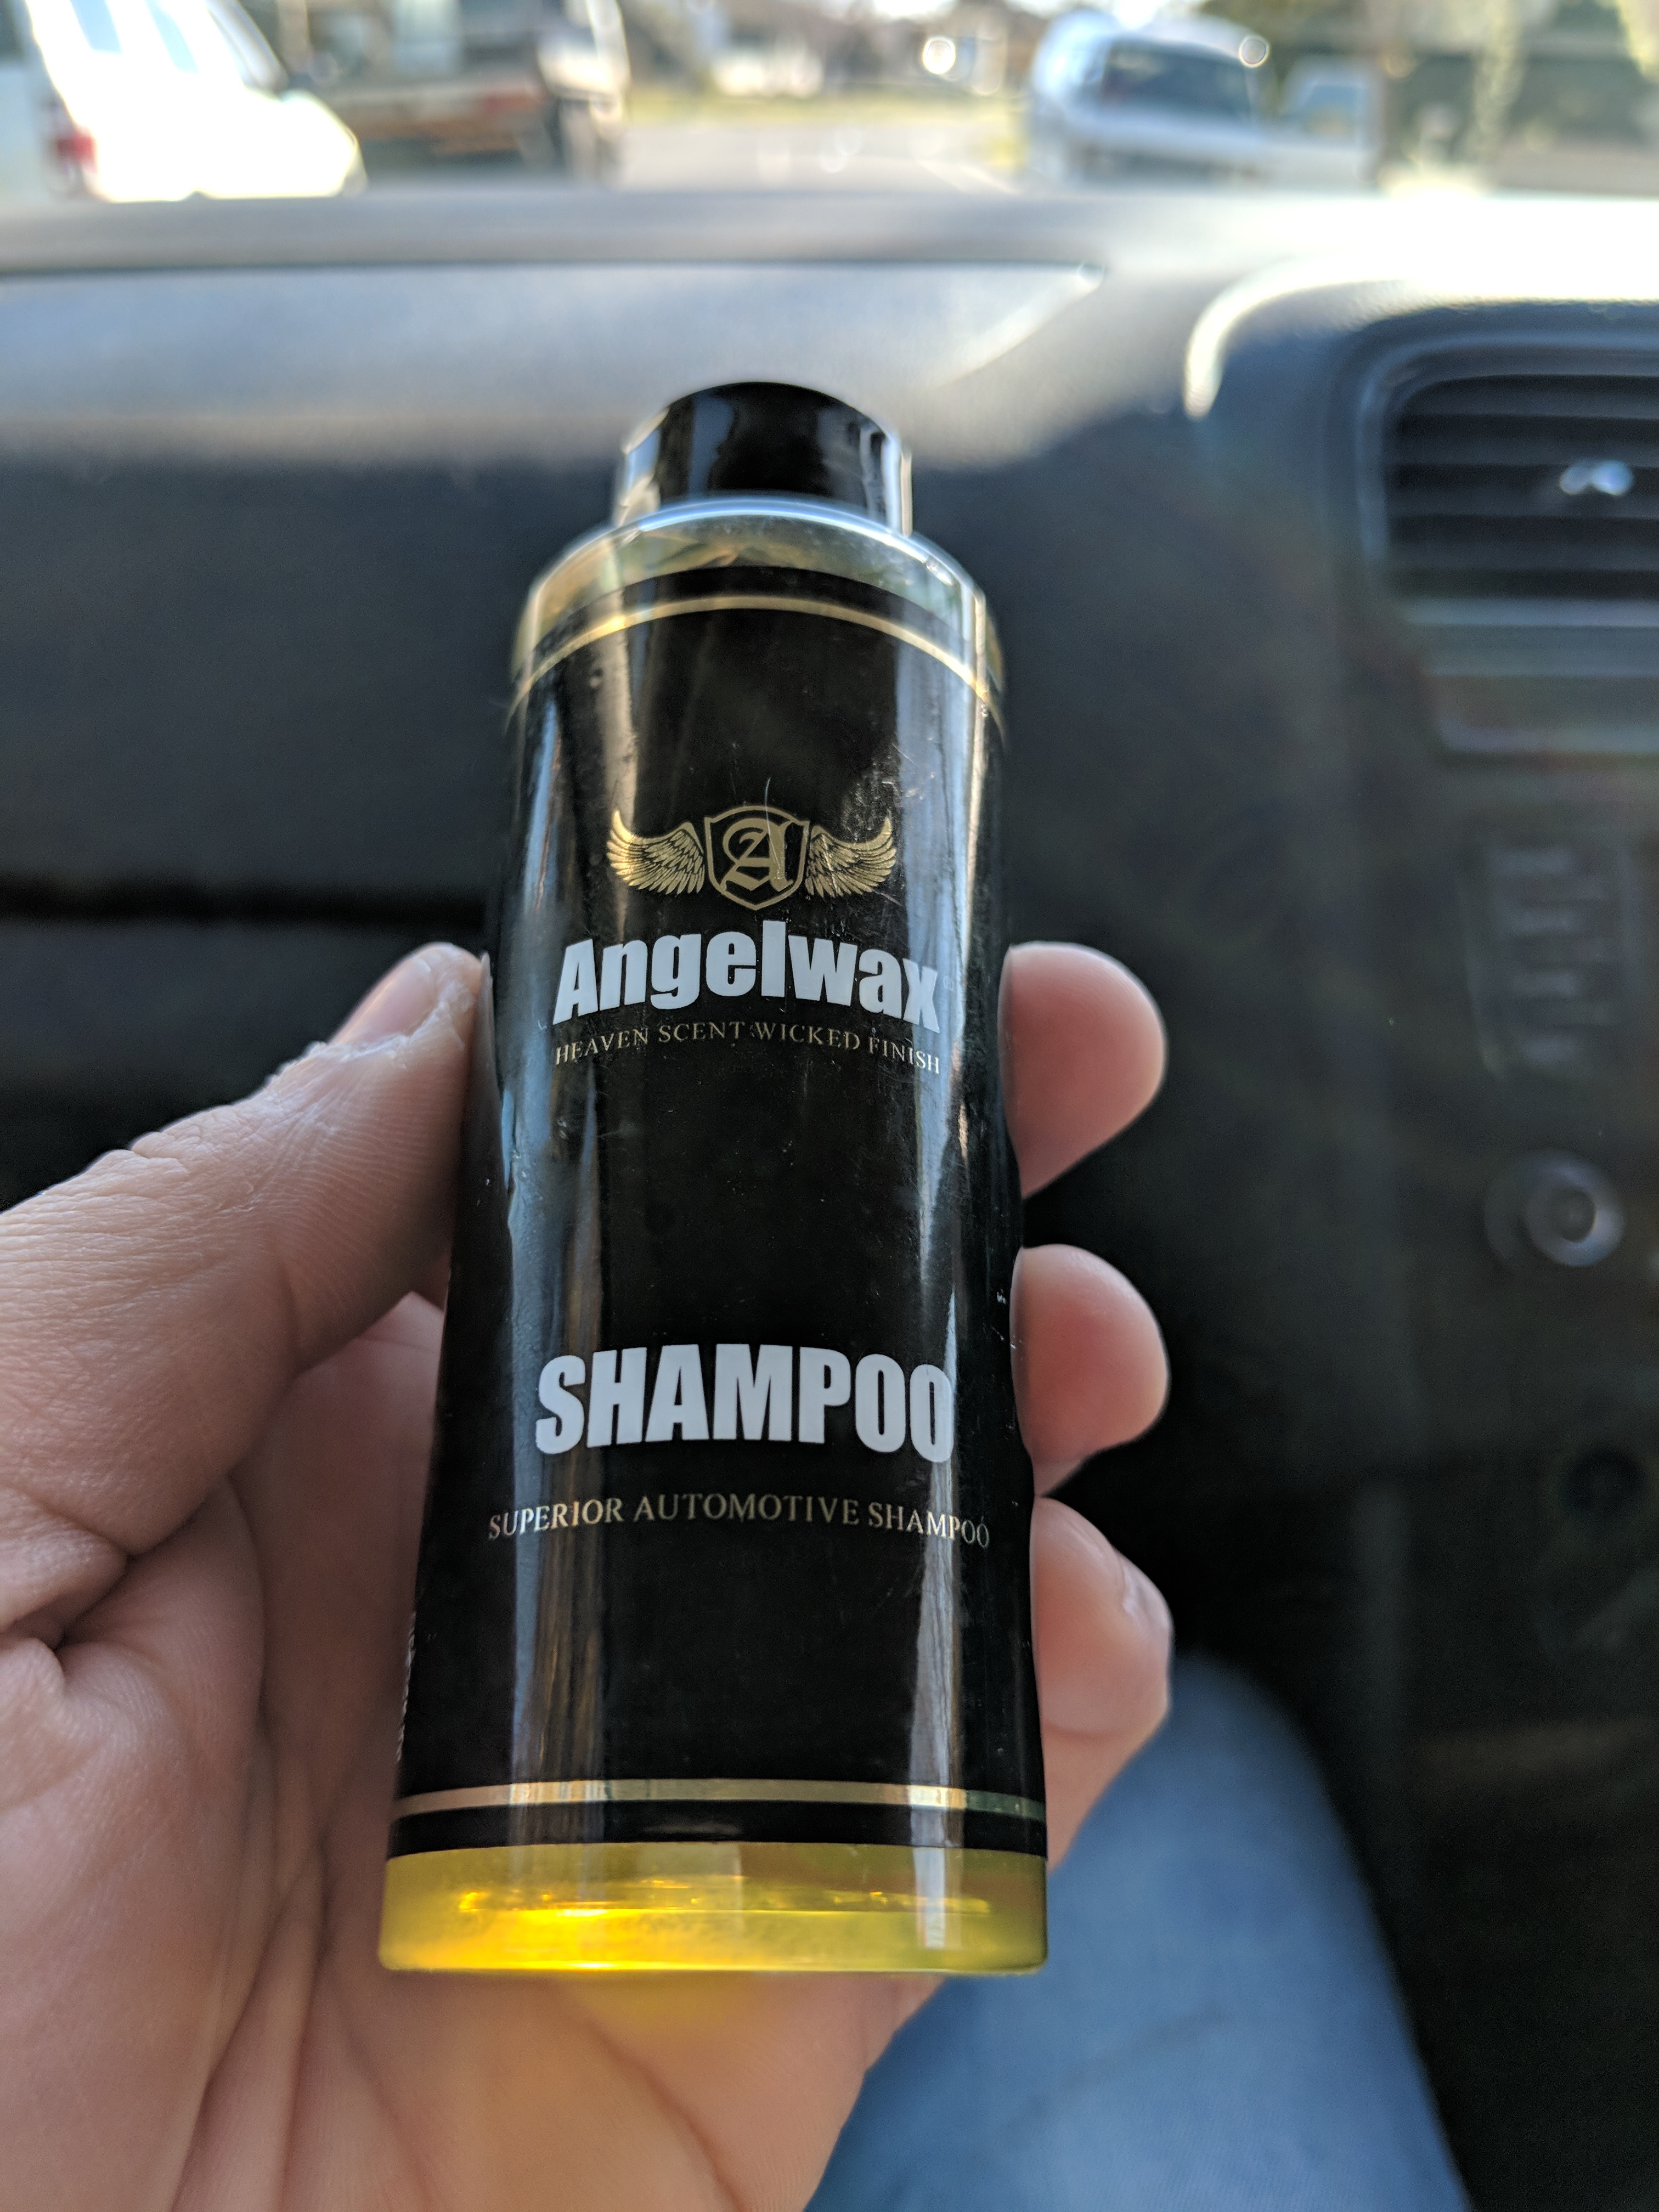 A
Angelwax
HEAVEN SCENT WICKED FINISH
SHAMPOO
SUPERIOR AUTOMOTIVE SHAMPOO